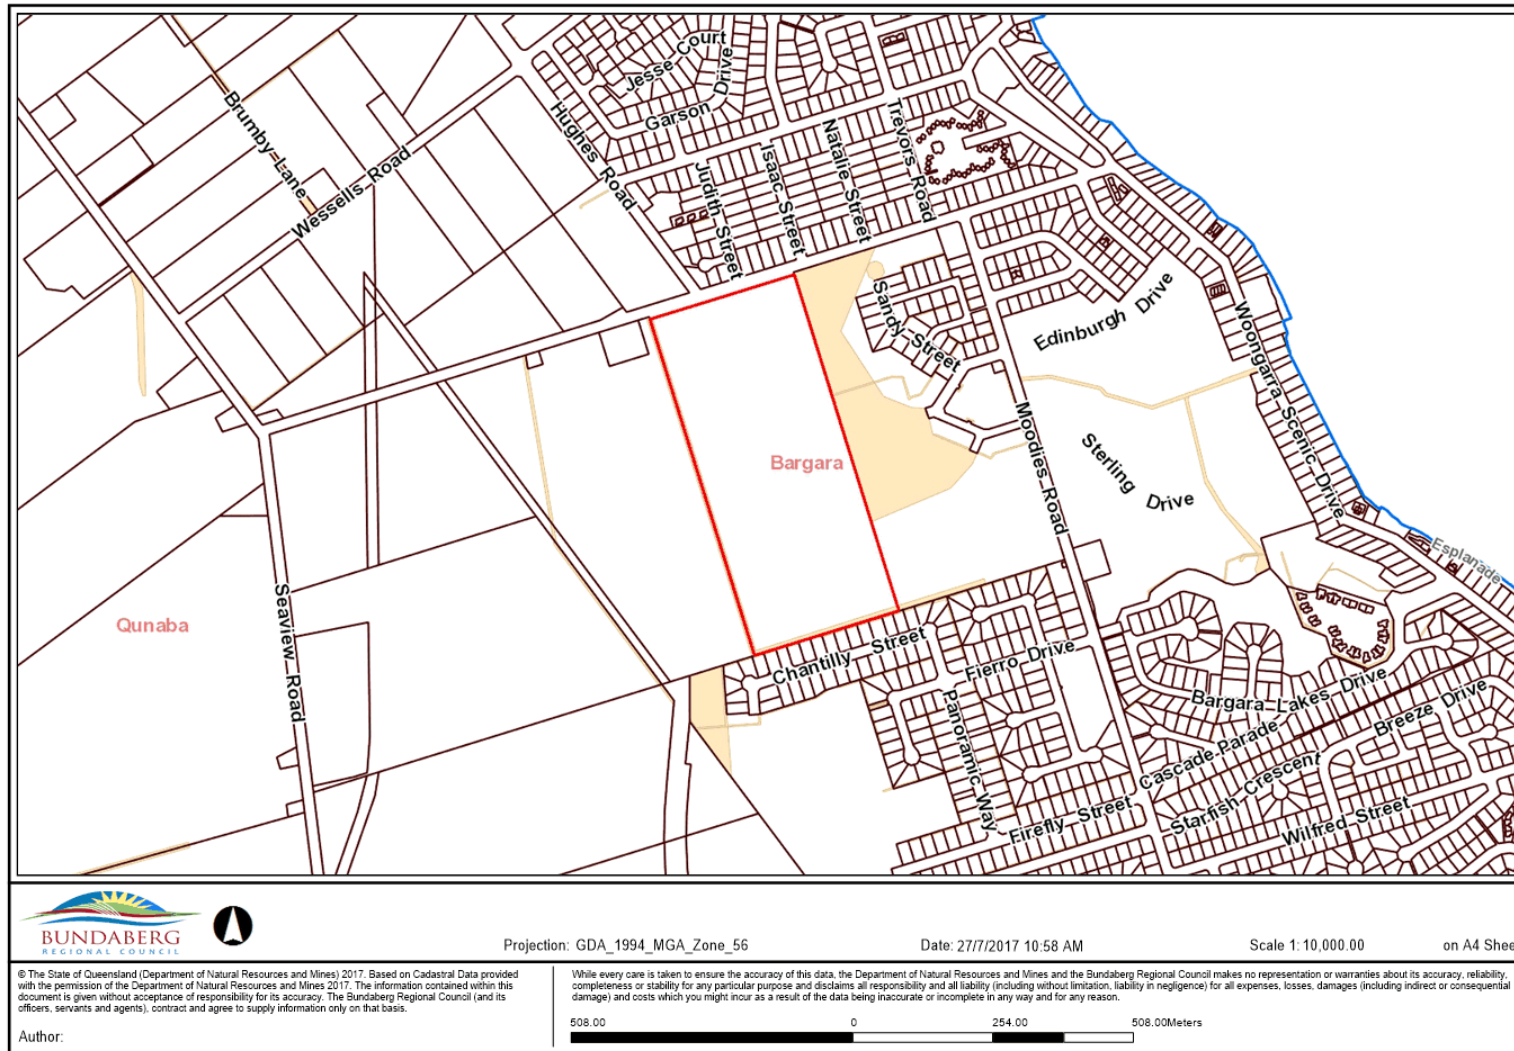 Jesse Court
Garson Drive
Brumby Lane
Wessells Road
Hughes Road
Judith Street
Isaac Street
Natalie Street
Trevors Road
Sandy Street
Edinburgh Drive
Woongarra Scenic Drive
Moodies Road
Sterling Drive
Bargara
Esplanade
Qunaba
Seaview Road
Chantilly Street
Fierro Drive
Panoramic Way
Bargara Lakes Drive
Breeze Drive
Cascade Parade
Starfish Crescent
Firefly Street
Wilfred Street
BUNDABERG
REGIONAL COUNCIL
Projection: GDA_1994_MGA_Zone_56
Date: 27/7/2017 10:58 AM
Scale 1: 10,000.00
on A4 Shee
© The State of Queensland (Department of Natural Resources and Mines) 2017. Based on Cadastral Data provided
with the permission of the Department of Natural Resources and Mines 2017. The information contained within this
document is given without acceptance of responsibility for its accuracy. The Bundaberg Regional Council (and its
officers, servants and agents), contract and agree to supply information only on that basis.
Author:
While every care is taken to ensure the accuracy of this data, the Department of Natural Resources and Mines and the Bundaberg Regional Council makes no representation or warranties about its accuracy, reliability,
completeness or stability for any particular purpose and disclaims all responsibility and all liability (including without limitation, liability in negligence) for all expenses, losses, damages (including indirect or consequential
damage) and costs which you might incur as a result of the data being inaccurate or incomplete in any way and for any reason.
508.00 0 254.00 508.00Meters